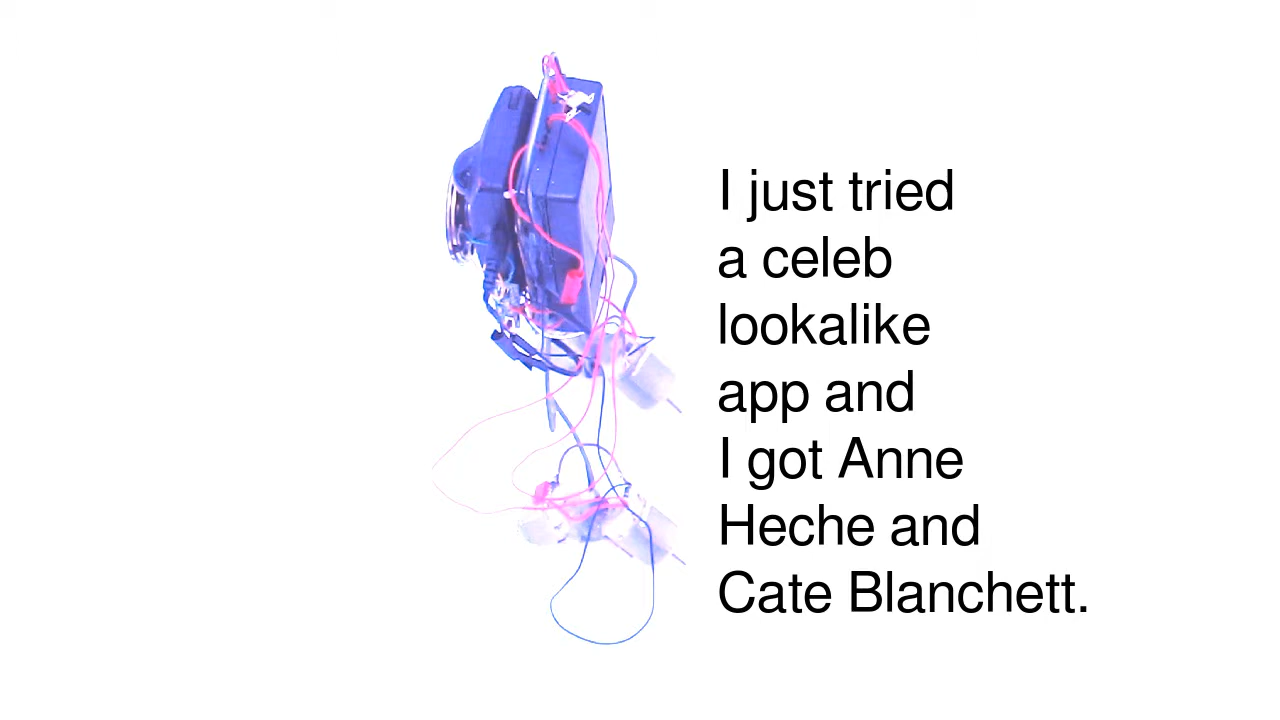 I just tried
a celeb
lookalike
app and
I got Anne
Heche and
Cate Blanchett.